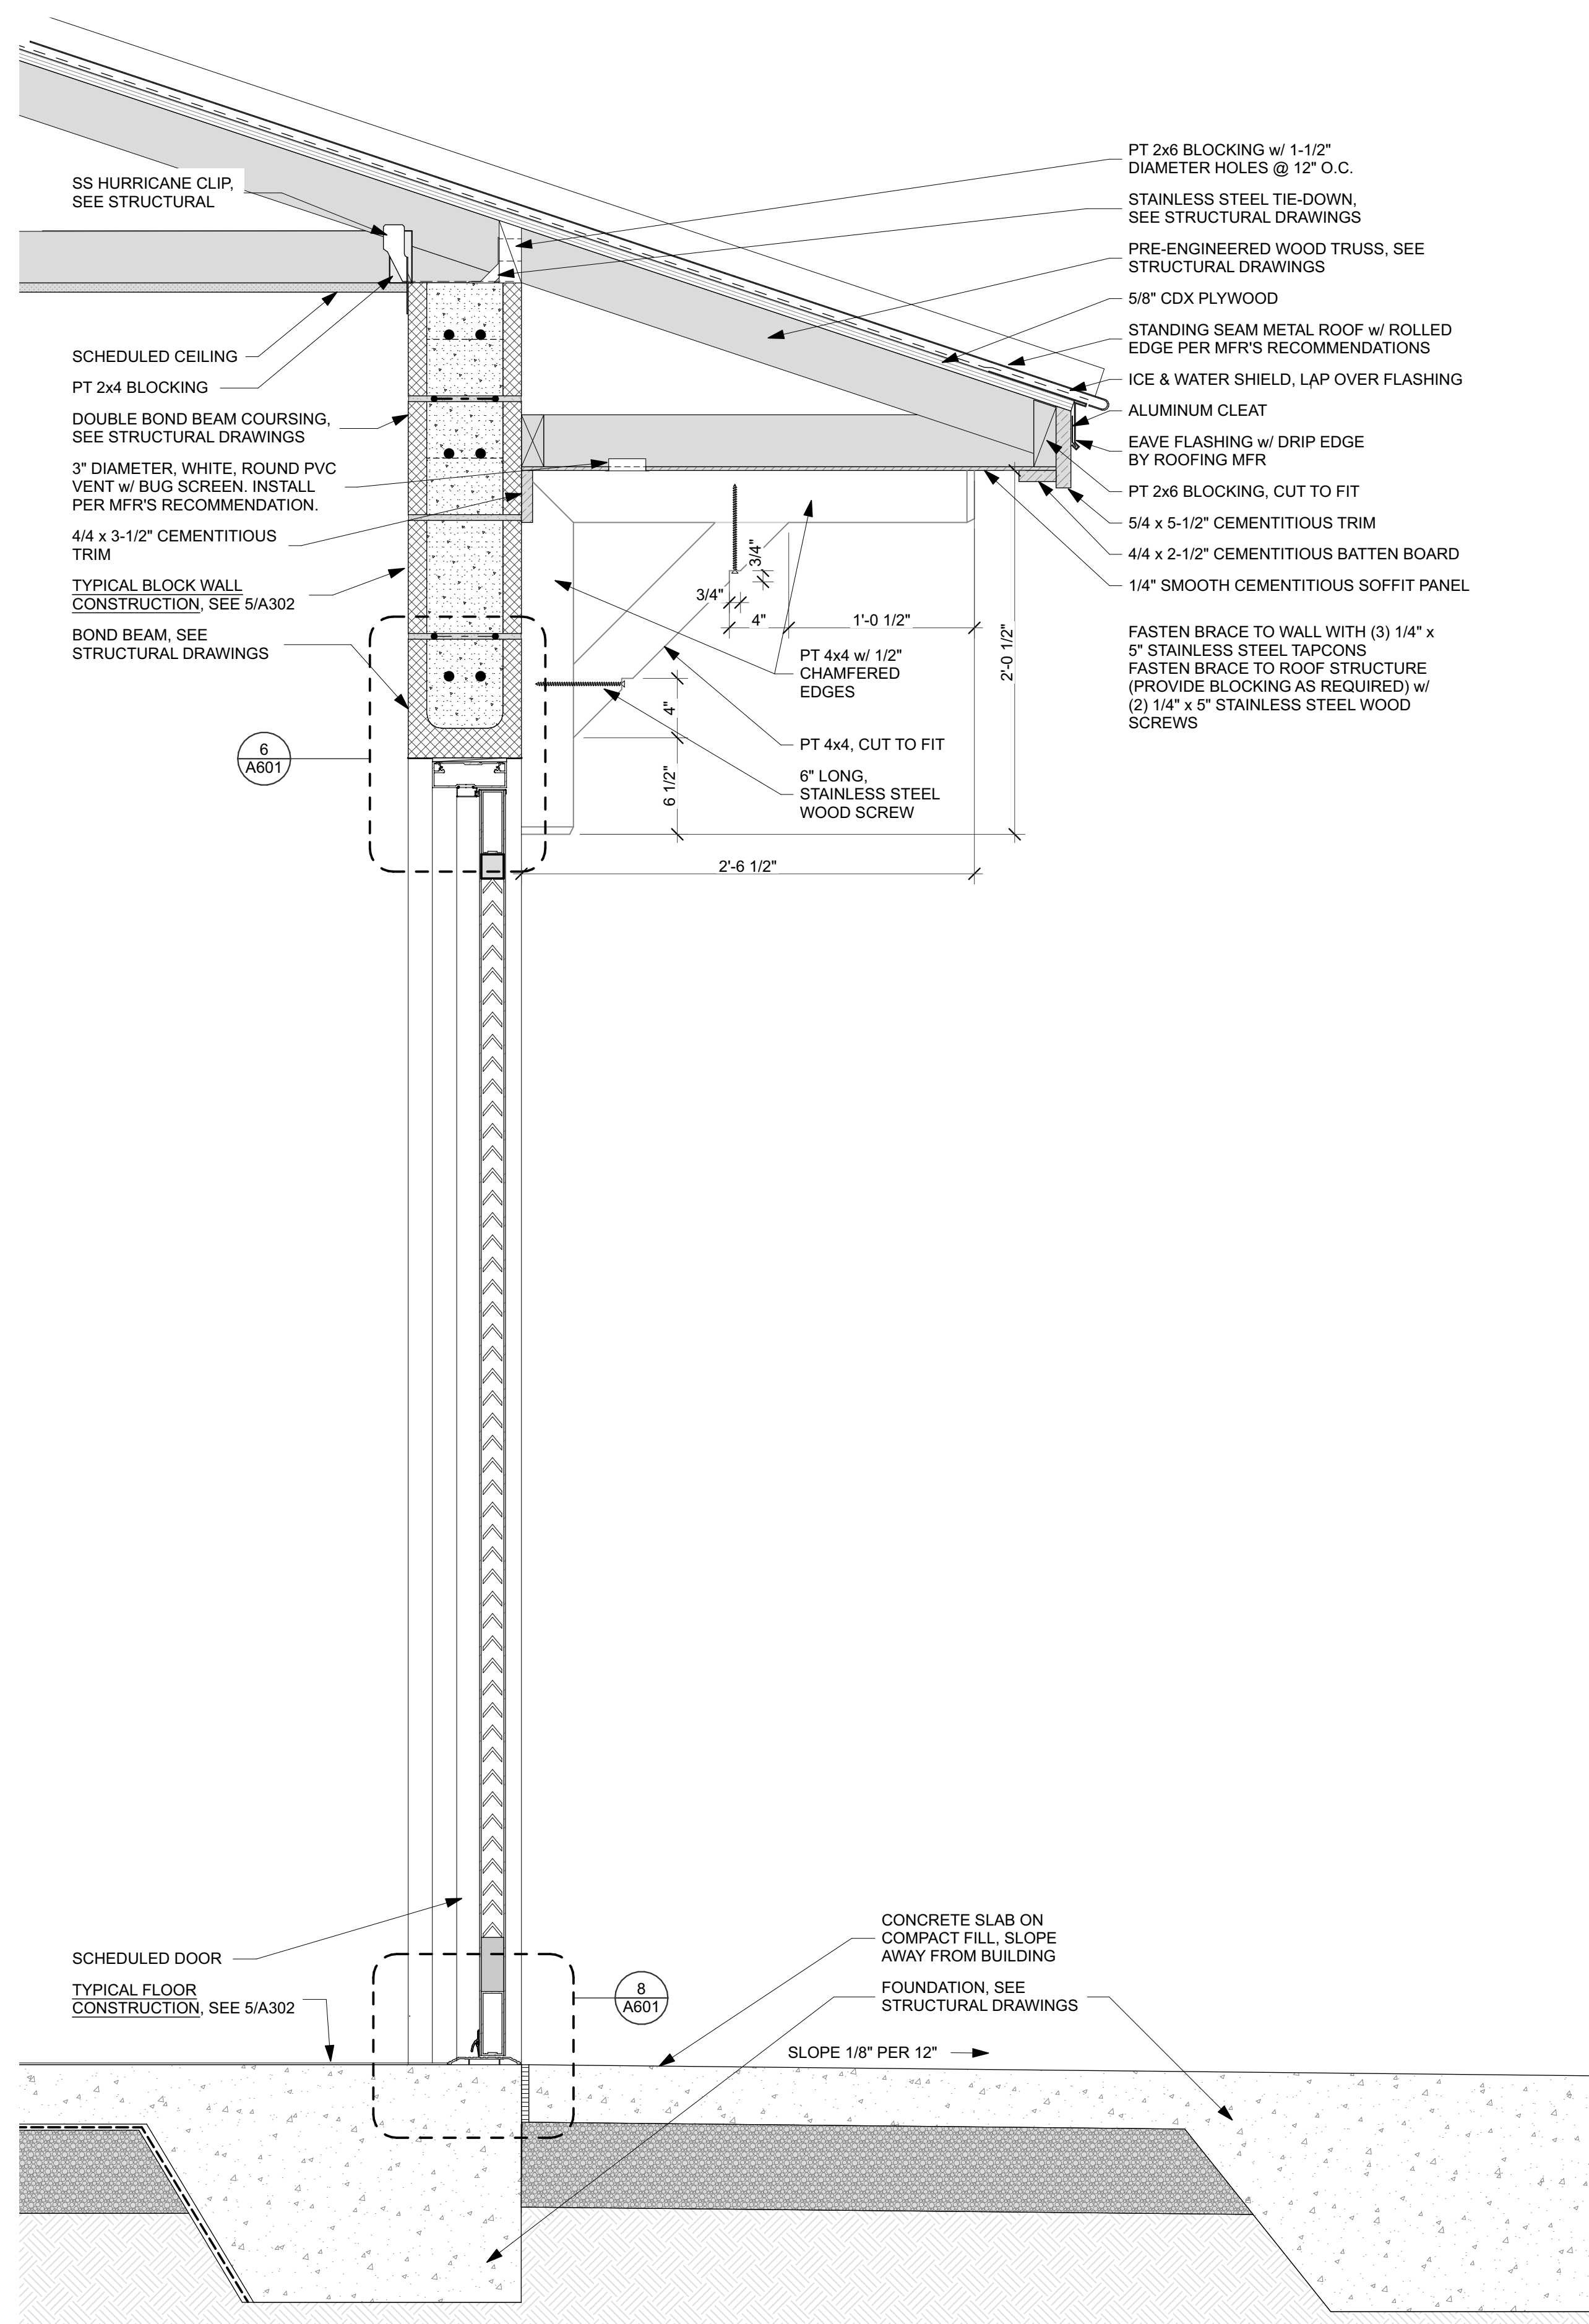 SS HURRICANE CLIP,
SEE STRUCTURAL
SCHEDULED CEILING
PT 2x4 BLOCKING
DOUBLE BOND BEAM COURSING,
SEE STRUCTURAL DRAWINGS
3" DIAMETER, WHITE, ROUND PVC
VENT w/ BUG SCREEN. INSTALL
PER MFR'S RECOMMENDATION.
4/4 x 3-1/2" CEMENTITIOUS
TRIM
TYPICAL BLOCK WALL
CONSTRUCTION, SEE 5/A302
BOND BEAM, SEE
STRUCTURAL DRAWINGS
6
A601
PT 2x6 BLOCKING w/ 1-1/2"
DIAMETER HOLES @ 12" O.C.
STAINLESS STEEL TIE-DOWN,
SEE STRUCTURAL DRAWINGS
PRE-ENGINEERED WOOD TRUSS, SEE
STRUCTURAL DRAWINGS
5/8" CDX PLYWOOD
STANDING SEAM METAL ROOF w/ ROLLED
EDGE PER MFR'S RECOMMENDATIONS
ICE & WATER SHIELD, LAP OVER FLASHING
ALUMINUM CLEAT
EAVE FLASHING w/ DRIP EDGE
BY ROOFING MFR
PT 2x6 BLOCKING, CUT TO FIT
5/4 x 5-1/2" CEMENTITIOUS TRIM
4/4 x 2-1/2" CEMENTITIOUS BATTEN BOARD
1/4" SMOOTH CEMENTITIOUS SOFFIT PANEL
FASTEN BRACE TO WALL WITH (3) 1/4" x
5" STAINLESS STEEL TAPCONS
FASTEN BRACE TO ROOF STRUCTURE
(PROVIDE BLOCKING AS REQUIRED) w/
(2) 1/4" x 5" STAINLESS STEEL WOOD
SCREWS
3/4"
3/4"
4"
1'-0 1/2"
2'-0 1/2"
PT 4x4 w/ 1/2"
CHAMFERED
EDGES
4"
PT 4x4, CUT TO FIT
6" LONG,
STAINLESS STEEL
WOOD SCREW
6 1/2"
2'-6 1/2"
SCHEDULED DOOR
TYPICAL FLOOR
CONSTRUCTION, SEE 5/A302
8
A601
CONCRETE SLAB ON
COMPACT FILL, SLOPE
AWAY FROM BUILDING
FOUNDATION, SEE
STRUCTURAL DRAWINGS
SLOPE 1/8" PER 12"